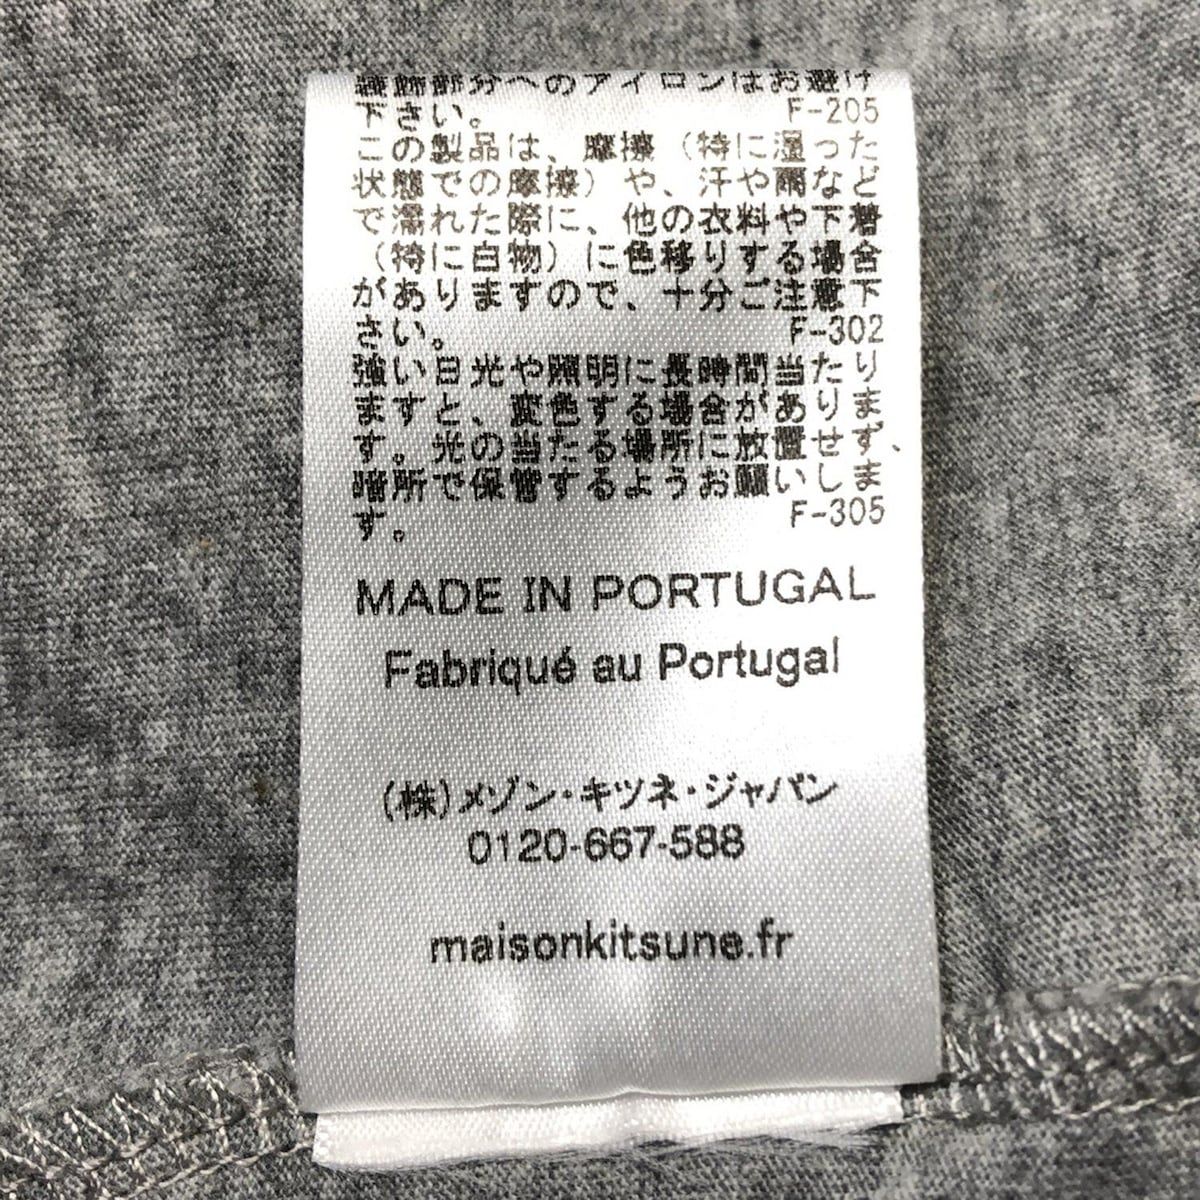 装飾部分へのアイロンはお避け
下さい。 F-205
この製品は、摩擦（特に湿った
状態での摩擦）や、汗や雨など
で濡れた際に、他の衣料や下着
（特に白物）に色移りする場合
がありますので、十分ご注意下
さい。 F-302
強い日光や照明に長時間当たり
ますと、変色する場合がありま
す。光の当たる場所に放置せず、
暗所で保管するようお願いしま
す。 F-305
MADE IN PORTUGAL
Fabriqué au Portugal
(株)メゾン・キツネ・ジャパン
0120-667-588
maisonkitsune.fr